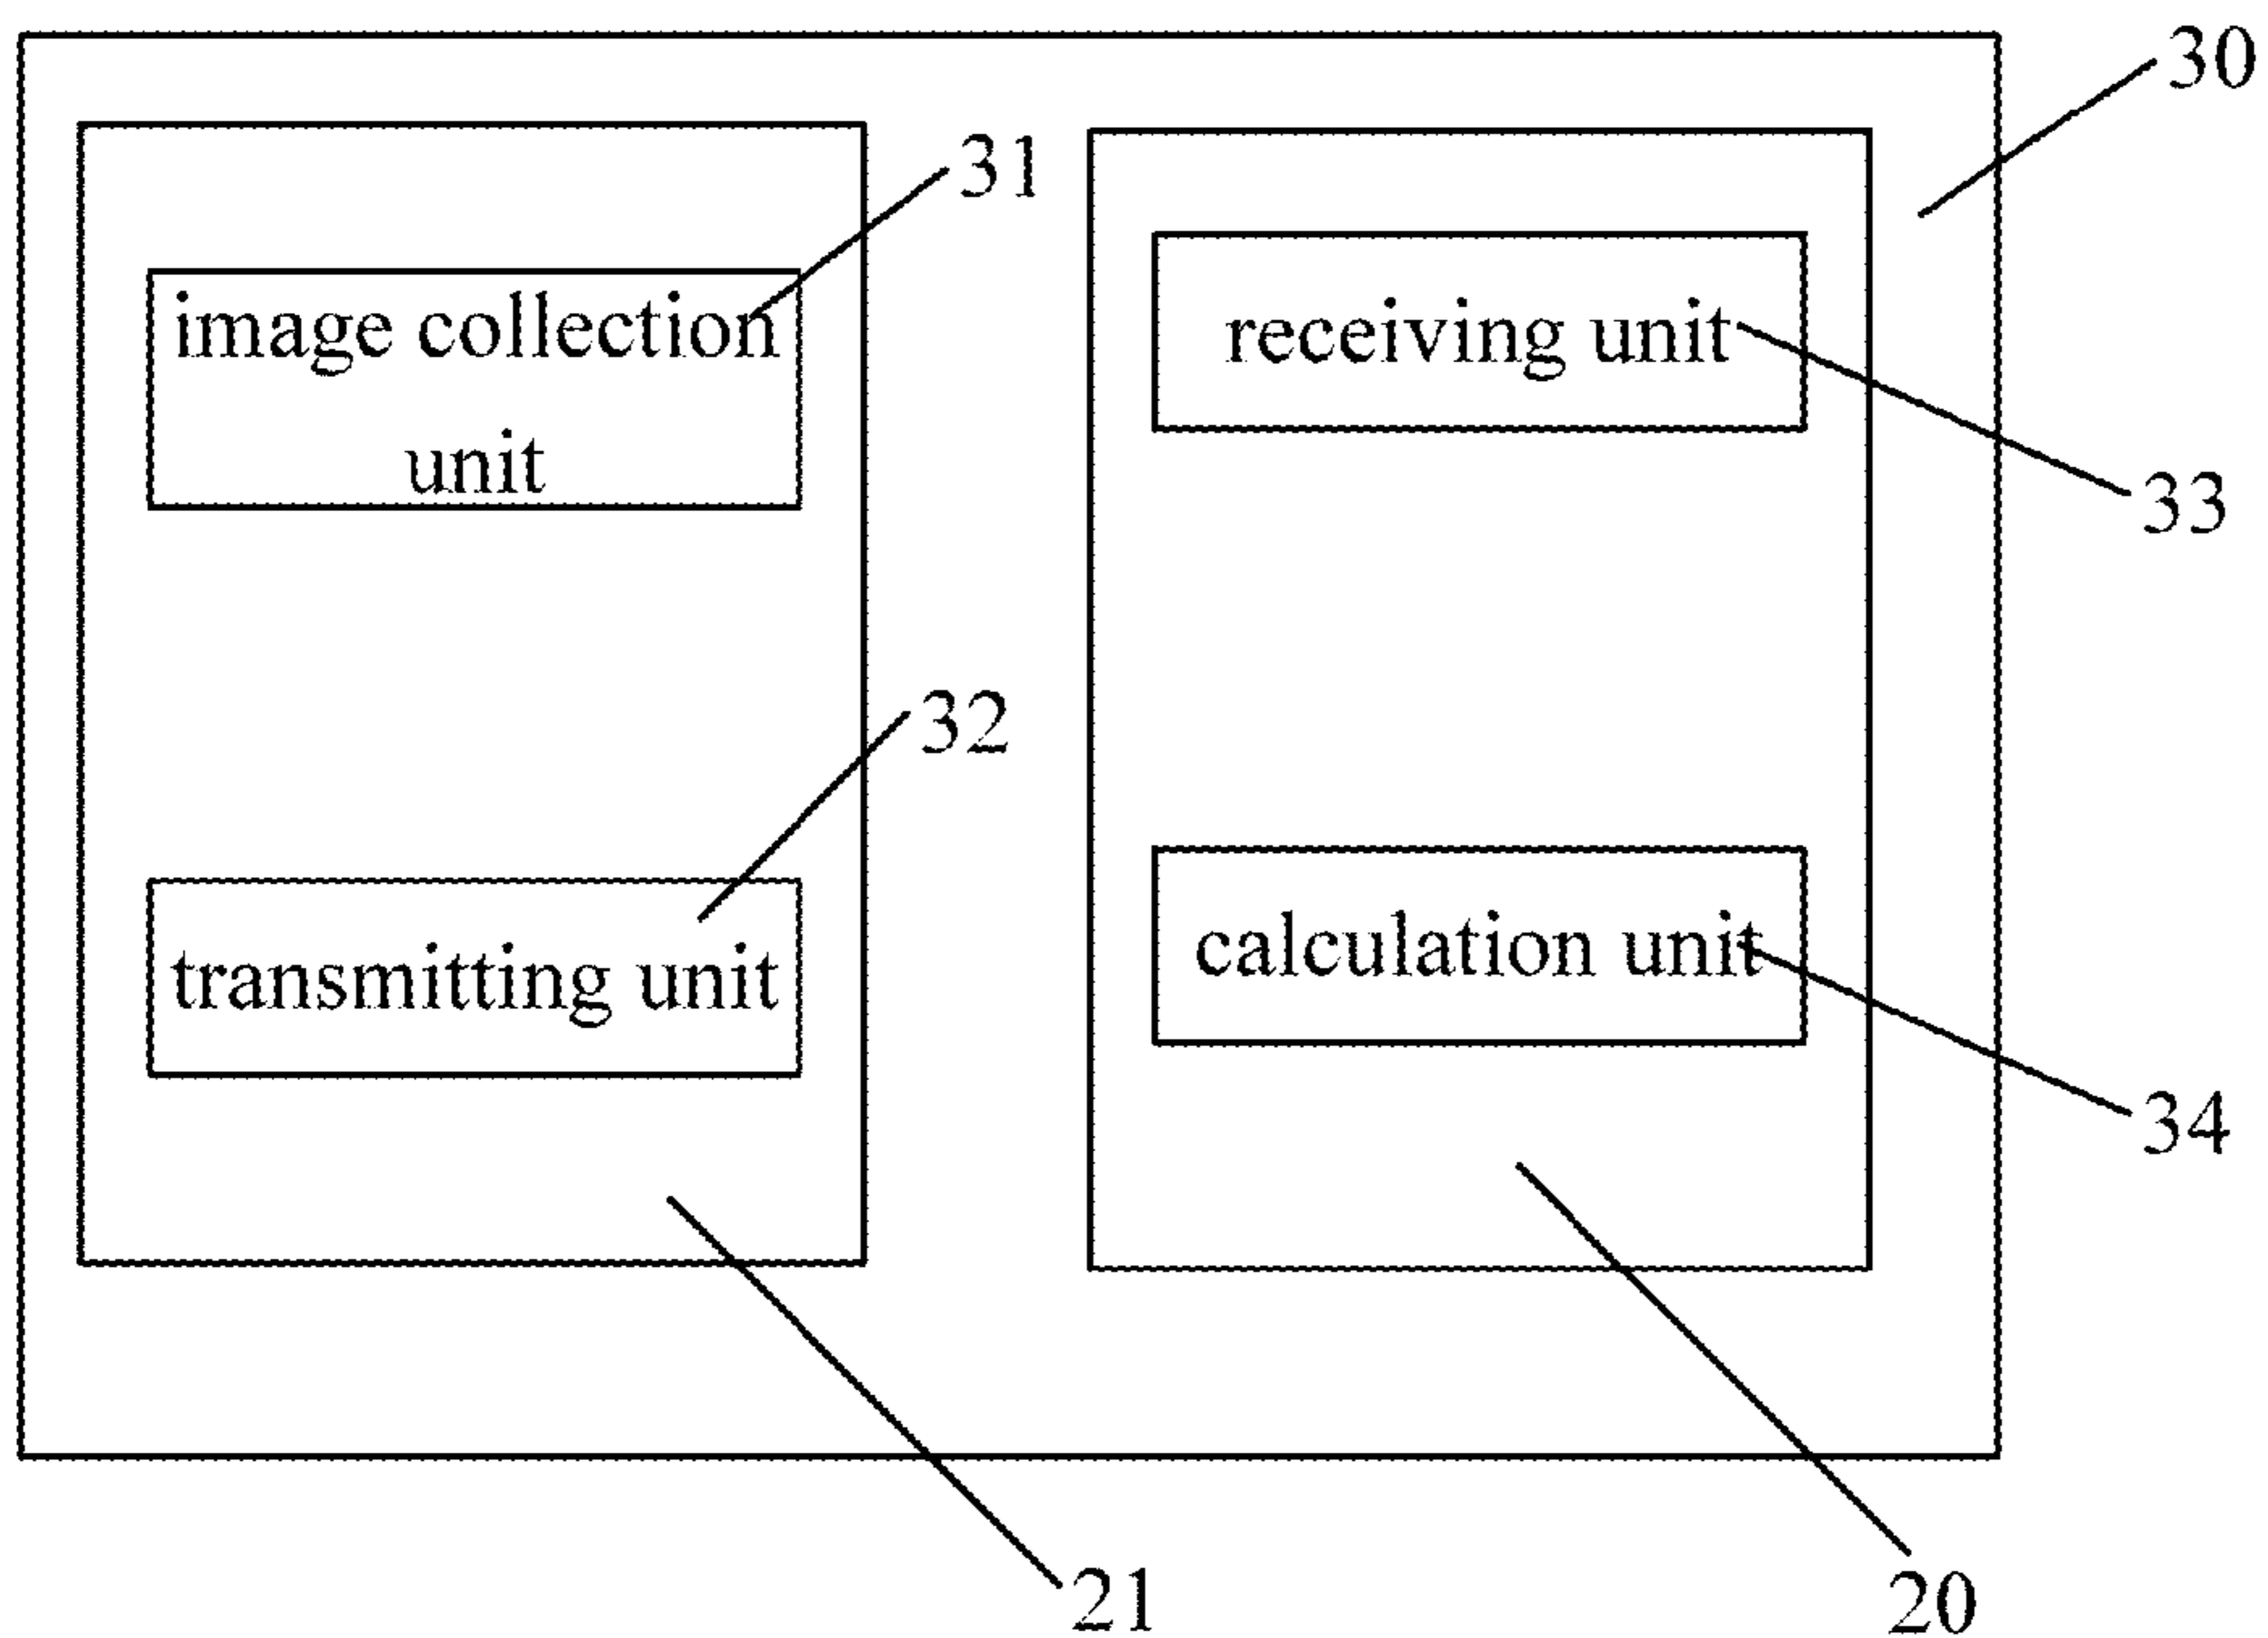 30
31
image collection
unit
receiving unit
33
32
transmitting unit
calculation unit
34
21
20